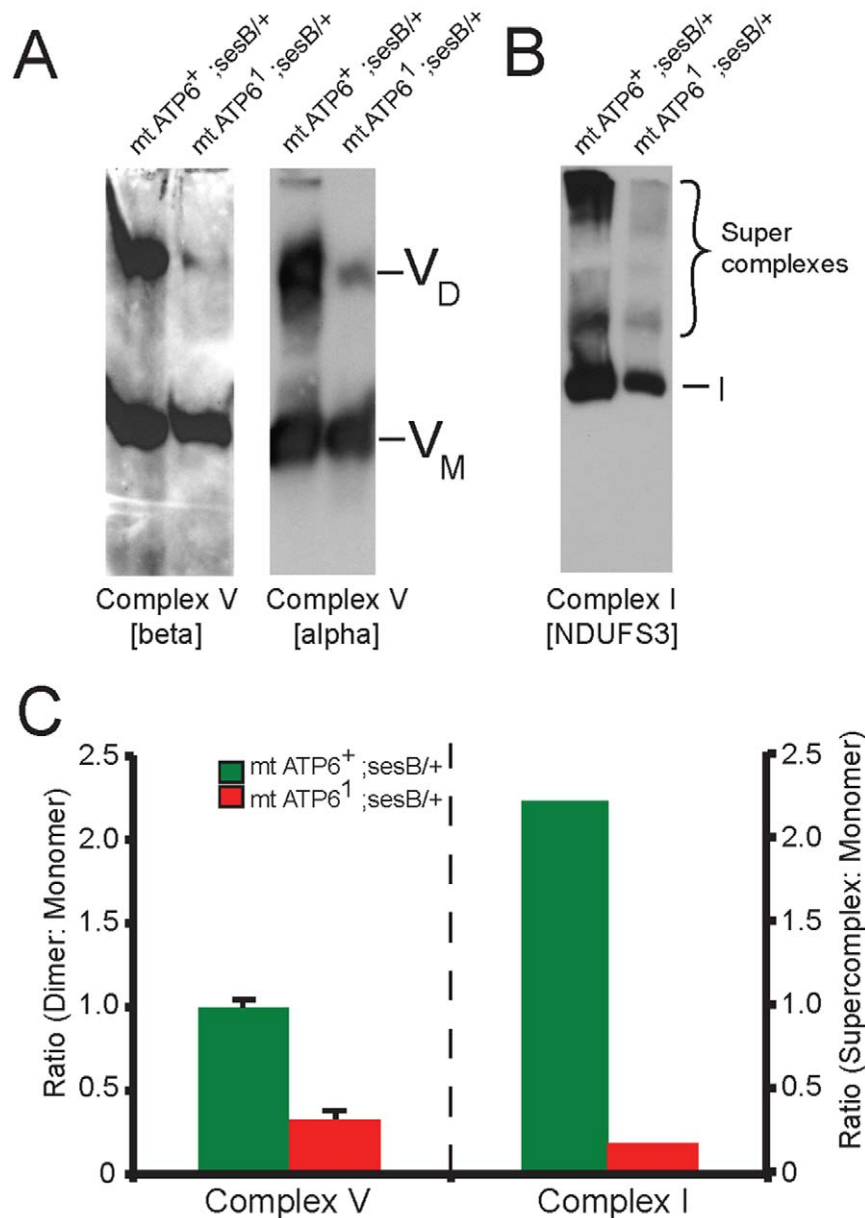 A
mt ATP6+ ;sesB/+
mt ATP61 ;sesB/+
mt ATP6+ ;sesB/+
mt ATP61 ;sesB/+
B
mt ATP6+ ;sesB/+
mt ATP61 ;sesB/+
VD
VM
Super
complexes
I
Complex V
[beta]
Complex V
[alpha]
Complex I
[NDUFS3]
C
mt ATP6+ ;sesB/+
mt ATP61 ;sesB/+
Ratio (Dimer: Monomer)
2.5
2.0
1.5
1.0
0.5
0
Ratio (Supercomplex: Monomer)
2.5
2.0
1.5
1.0
0.5
0
Complex V
Complex I